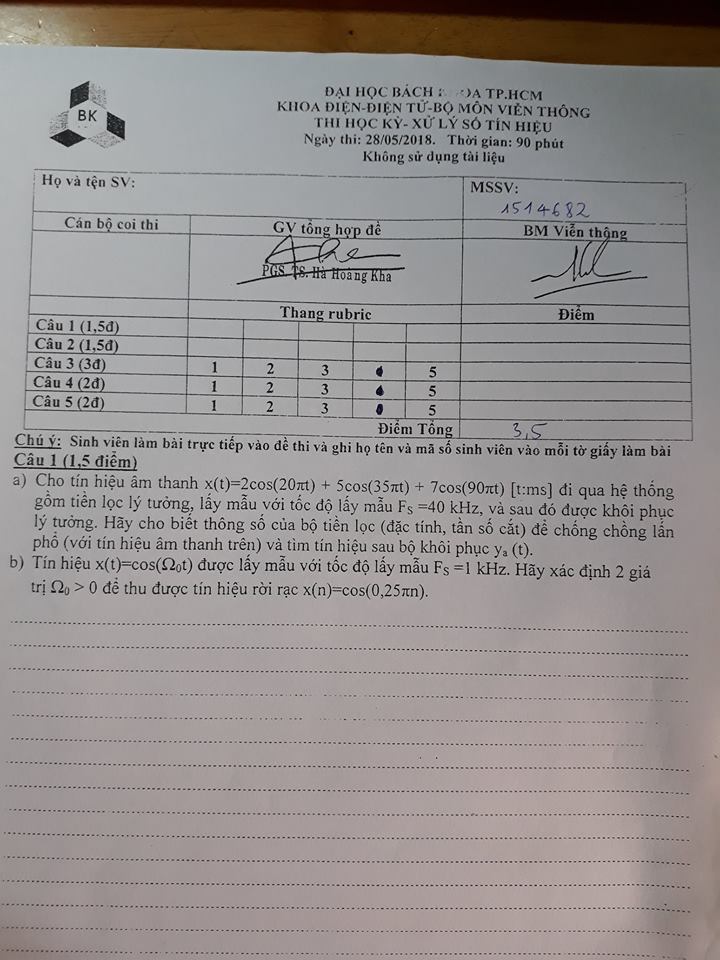 BK
ĐẠI HỌC BÁCH OA TP.HCM
KHOA ĐIỆN-ĐIỆN TỬ-BỘ MÔN VIỄN THÔNG
THI HỌC KỲ- XỬ LÝ SỐ TÍN HIỆU
Ngày thi: 28/05/2018. Thời gian: 90 phút
Không sử dụng tài liệu
Họ và tện SV: MSSV:
1514682
Cán bộ coi thi GV tổng hợp đề BM Viễn thông
PGS. TS. Hà Hoàng Kha
Thang rubric Điểm
Câu 1 (1,5đ)
Câu 2 (1,5đ)
Câu 3 (3đ) 1 2 3 5
Câu 4 (2đ) 1 2 3 5
Câu 5 (2đ) 1 2 3 5
Điểm Tổng 3,5
Chú ý: Sinh viên làm bài trực tiếp vào đề thi và ghi họ tên và mã số sinh viên vào mỗi tờ giấy làm bài
Câu 1 (1,5 điểm)
a) Cho tín hiệu âm thanh x(t)=2cos(20πt) + 5cos(35πt) + 7cos(90πt) [t:ms] đi qua hệ thống
gồm tiền lọc lý tưởng, lấy mẫu với tốc độ lấy mẫu FS =40 kHz, và sau đó được khôi phục
lý tưởng. Hãy cho biết thông số của bộ tiền lọc (đặc tính, tần số cắt) để chống chồng lấn
phổ (với tín hiệu âm thanh trên) và tìm tín hiệu sau bộ khôi phục ya (t).
b) Tín hiệu x(t)=cos(Ω0t) được lấy mẫu với tốc độ lấy mẫu FS =1 kHz. Hãy xác định 2 giá
trị Ω0 > 0 để thu được tín hiệu rời rạc x(n)=cos(0,25πn).